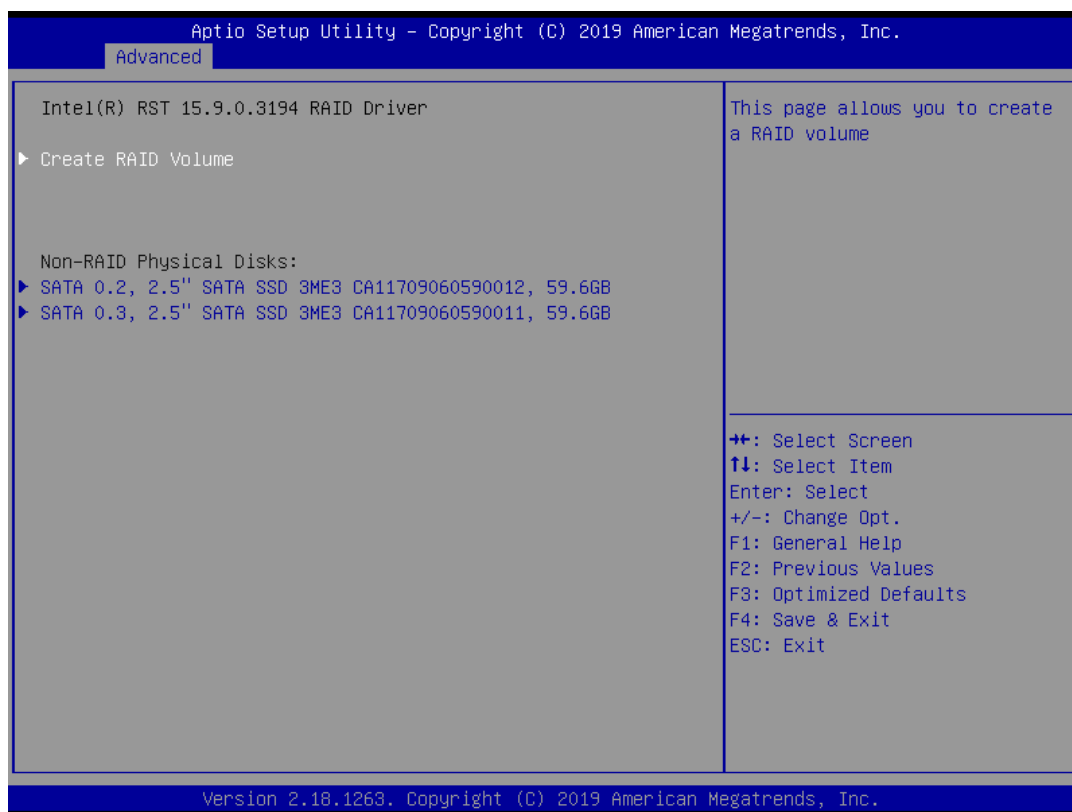 Aptio Setup Utility – Copyright (C) 2019 American Megatrends, Inc.
Advanced
Intel(R) RST 15.9.0.3194 RAID Driver
Create RAID Volume
Non-RAID Physical Disks:
SATA 0.2, 2.5" SATA SSD 3ME3 CA11709060590012, 59.6GB
SATA 0.3, 2.5" SATA SSD 3ME3 CA11709060590011, 59.6GB
This page allows you to create
a RAID volume
→←: Select Screen
↑↓: Select Item
Enter: Select
+/-: Change Opt.
F1: General Help
F2: Previous Values
F3: Optimized Defaults
F4: Save & Exit
ESC: Exit
Version 2.18.1263. Copyright (C) 2019 American Megatrends, Inc.